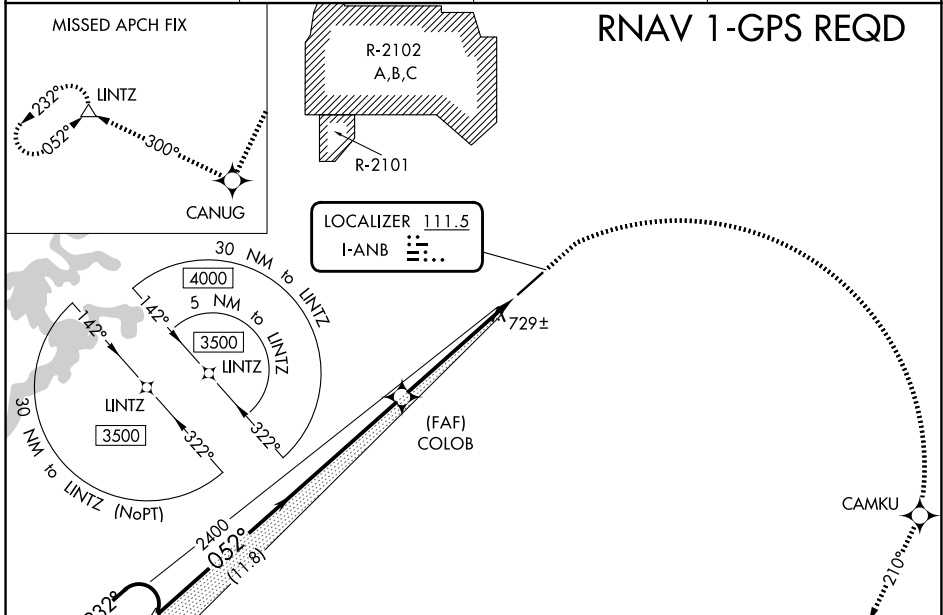 MISSED APCH FIX
232°
LINTZ
052°
300°
CANUG
R-2102
A,B,C
R-2101
RNAV 1-GPS REQD
LOCALIZER 111.5
I-ANB
30 NM to LINTZ
4000
142°
5 NM to LINTZ
3500
LINTZ
322°
142°
LINTZ
3500
322°
30 NM to LINTZ (NoPT)
729±
(FAF)
COLOB
CAMKU
210°
2400
052°
(11.8)
232°